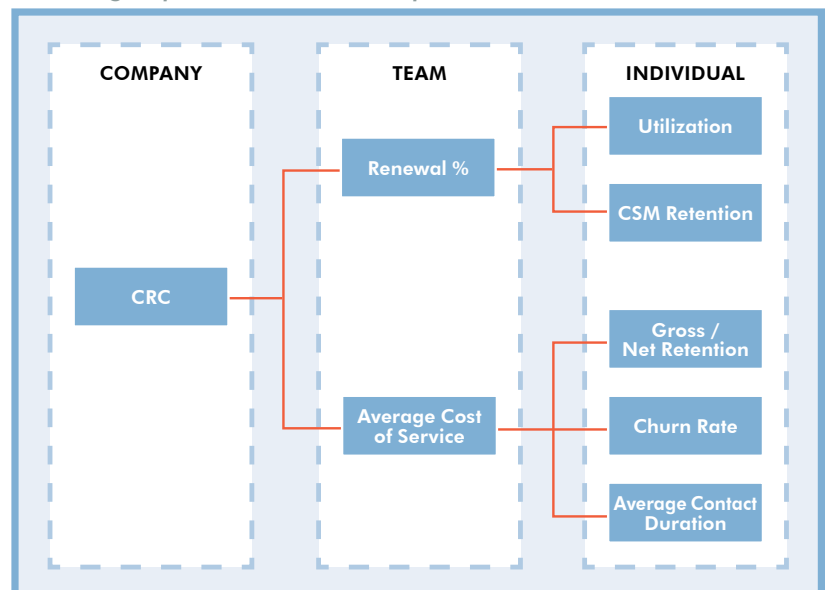 COMPANY
TEAM
INDIVIDUAL
CRC
Renewal %
Average Cost
of Service
Utilization
CSM Retention
Gross /
Net Retention
Churn Rate
Average Contact
Duration